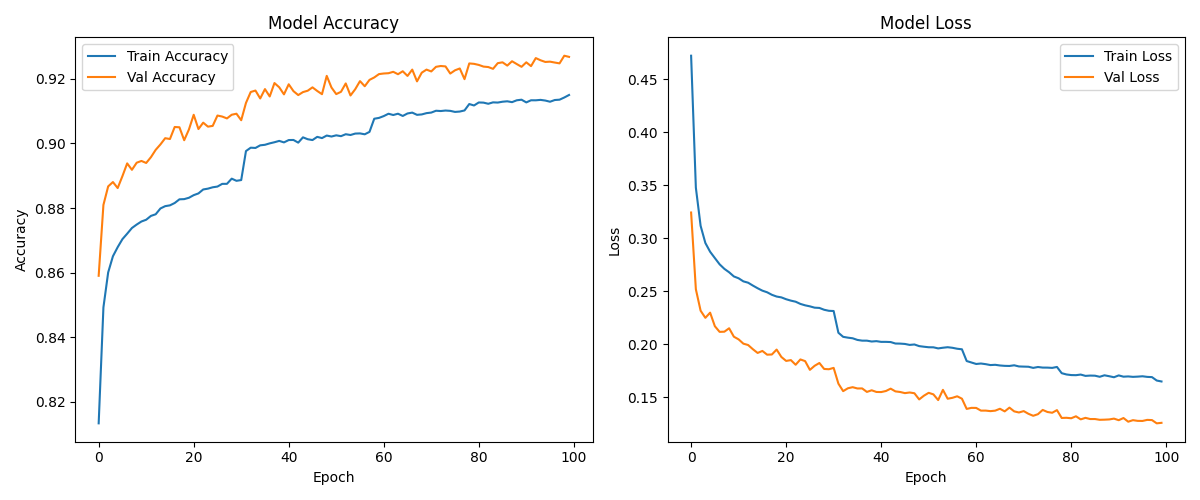 Model Accuracy
Train Accuracy
Val Accuracy
0.92
0.90
0.88
0.86
0.84
0.82
Accuracy
0 20 40 60 80 100
Epoch
Model Loss
Train Loss
Val Loss
0.45
0.40
0.35
0.30
0.25
0.20
0.15
Loss
0 20 40 60 80 100
Epoch